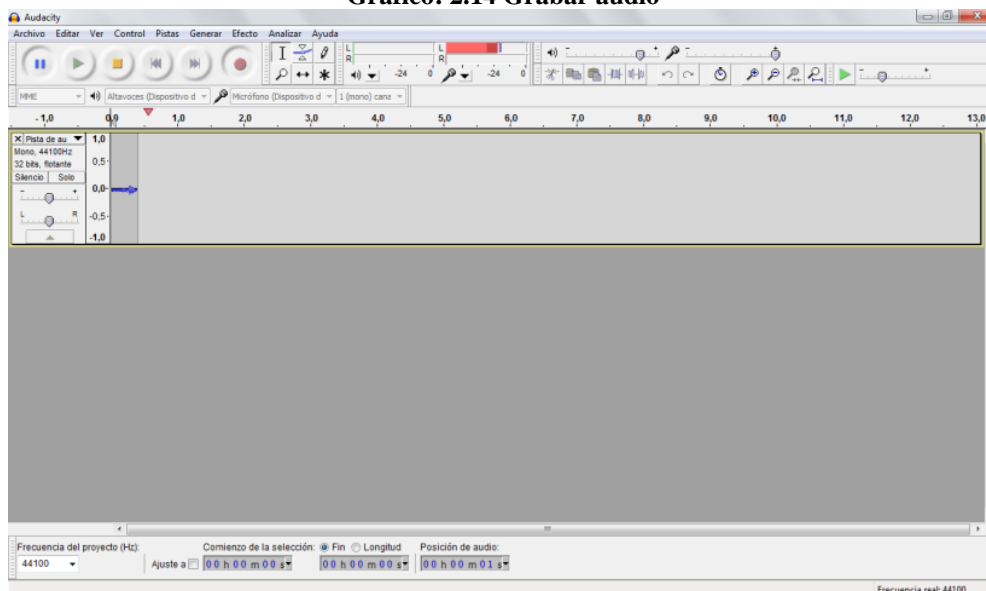 Gráfico: 2.14 Grabar audio
Audacity
Archivo Editar Ver Control Pistas Generar Efecto Analizar Ayuda
L
R
L
R
-24 0 -24 0
MME Altavoces (Dispositivo d Micrófono (Dispositivo d 1 (mono) cana
-1,0 0,0 1,0 2,0 3,0 4,0 5,0 6,0 7,0 8,0 9,0 10,0 11,0 12,0 13,0
Pista de au 1,0
Mono, 44100Hz
32 bits, flotante 0,5
Silencio Solo
- + 0,0
L R -0,5
-1,0
Frecuencia del proyecto (Hz): Comienzo de la selección: Fin Longitud Posición de audio:
44100 Ajuste a 00 h 00 m 00 s 00 h 00 m 00 s 00 h 00 m 01 s
Frecuencia real: 44100